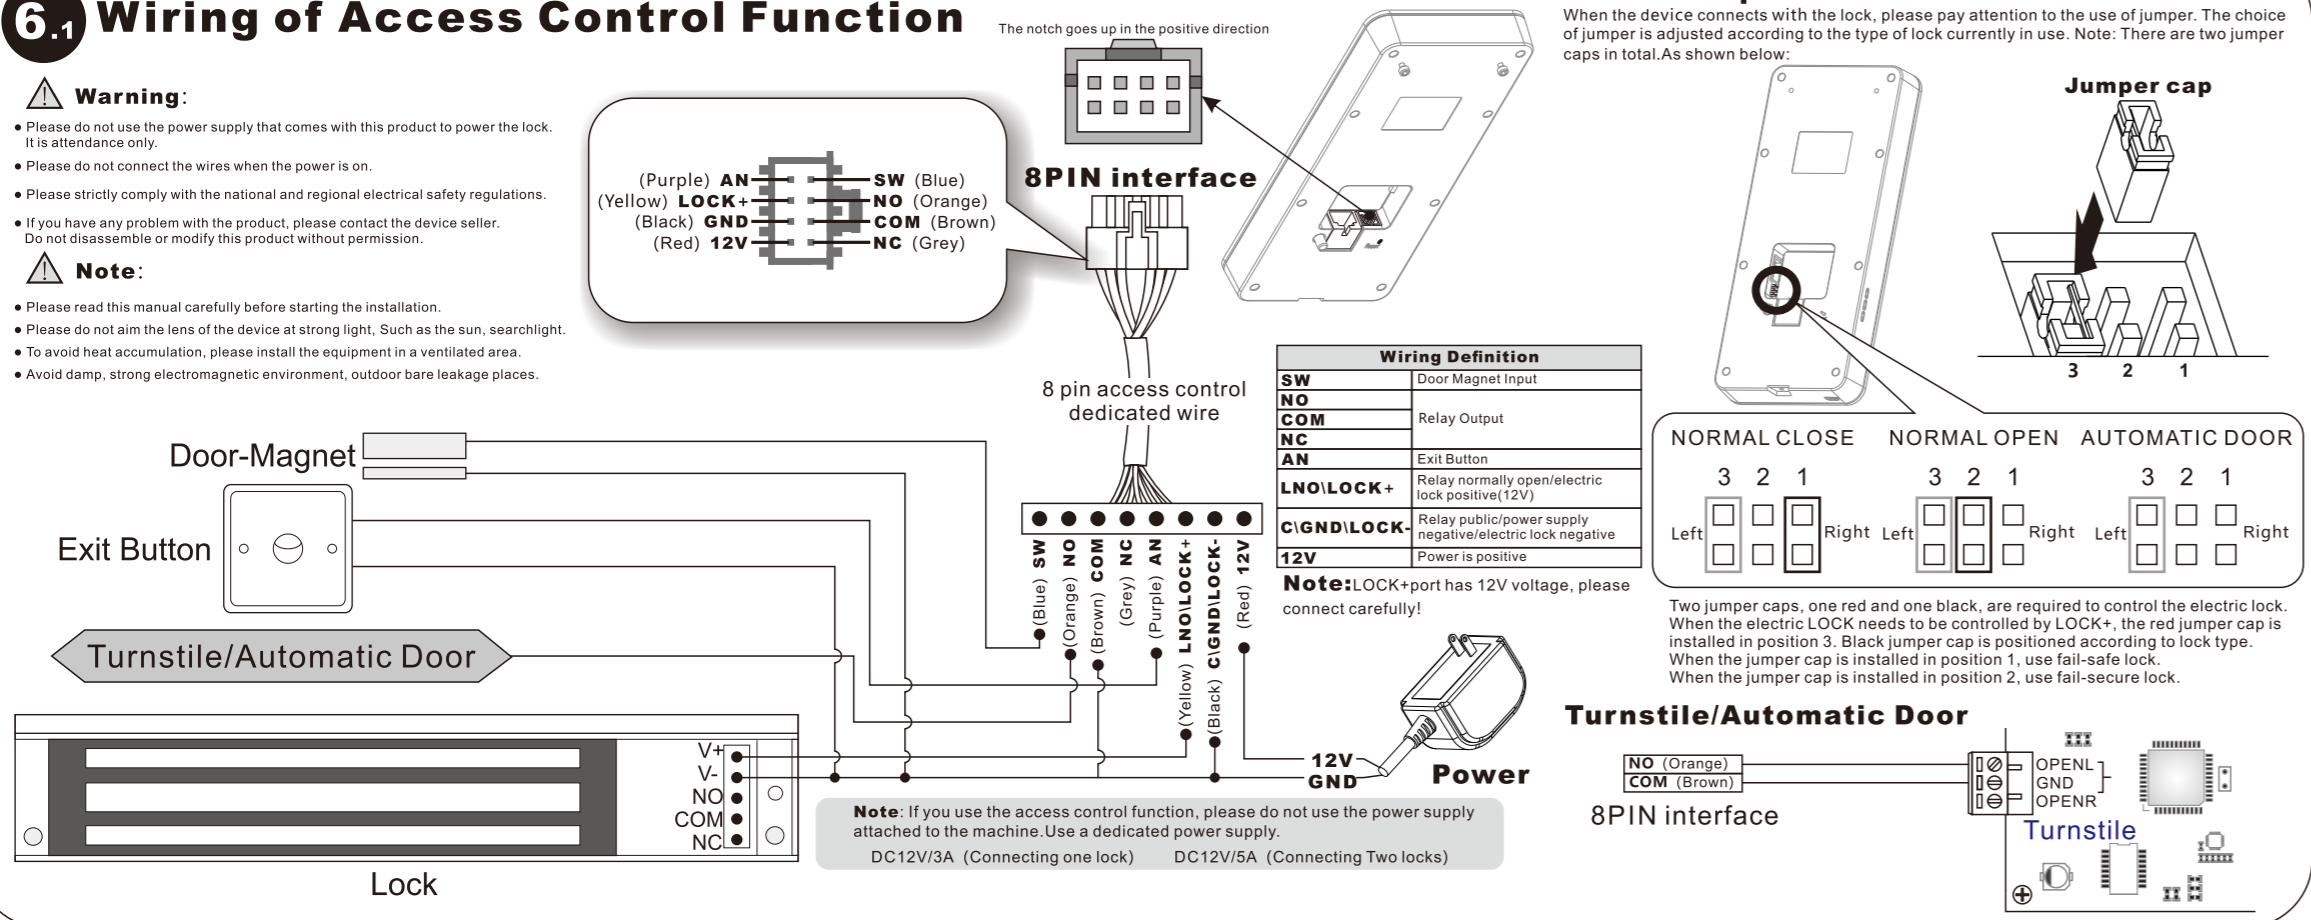 6.1 Wiring of Access Control Function
Warning:
● Please do not use the power supply that comes with this product to power the lock.
It is attendance only.
● Please do not connect the wires when the power is on.
● Please strictly comply with the national and regional electrical safety regulations.
● If you have any problem with the product, please contact the device seller.
Do not disassemble or modify this product without permission.
Note:
● Please read this manual carefully before starting the installation.
● Please do not aim the lens of the device at strong light, Such as the sun, searchlight.
● To avoid heat accumulation, please install the equipment in a ventilated area.
● Avoid damp, strong electromagnetic environment, outdoor bare leakage places.
The notch goes up in the positive direction
8PIN interface
(Purple) AN SW (Blue)
(Yellow) LOCK+ NO (Orange)
(Black) GND COM (Brown)
(Red) 12V NC (Grey)
8 pin access control
dedicated wire
Door-Magnet
Exit Button
Turnstile/Automatic Door
(Blue) SW
(Orange) NO
(Brown) COM
(Grey) NC
(Purple) AN
(Yellow) LNO\LOCK+
(Black) C\GND\LOCK-
(Red) 12V
V+
V-
NO
COM
NC
Lock
12V
GND
Power
Note: If you use the access control function, please do not use the power supply
attached to the machine.Use a dedicated power supply.
DC12V/3A (Connecting one lock) DC12V/5A (Connecting Two locks)
Wiring Definition
SW Door Magnet Input
NO
COM Relay Output
NC
AN Exit Button
LNO\LOCK+ Relay normally open/electric
lock positive(12V)
C\GND\LOCK- Relay public/power supply
negative/electric lock negative
12V Power is positive
Note:LOCK+port has 12V voltage, please
connect carefully!
When the device connects with the lock, please pay attention to the use of jumper. The choice
of jumper is adjusted according to the type of lock currently in use. Note: There are two jumper
caps in total.As shown below:
Jumper cap
3 2 1
NORMAL CLOSE NORMAL OPEN AUTOMATIC DOOR
3 2 1 3 2 1 3 2 1
Left Right Left Right Left Right
Two jumper caps, one red and one black, are required to control the electric lock.
When the electric LOCK needs to be controlled by LOCK+, the red jumper cap is
installed in position 3. Black jumper cap is positioned according to lock type.
When the jumper cap is installed in position 1, use fail-safe lock.
When the jumper cap is installed in position 2, use fail-secure lock.
Turnstile/Automatic Door
NO (Orange)
COM (Brown)
8PIN interface
OPENL
GND
OPENR
Turnstile